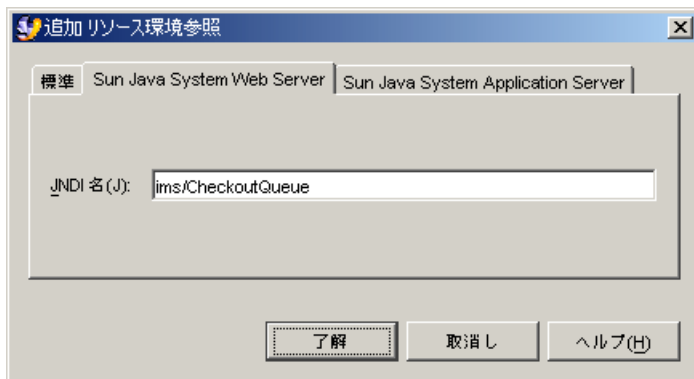 追加 リソース環境参照
標準 Sun Java System Web Server Sun Java System Application Server
JNDI 名(J): jms/CheckoutQueue
了解 取消し ヘルプ(H)